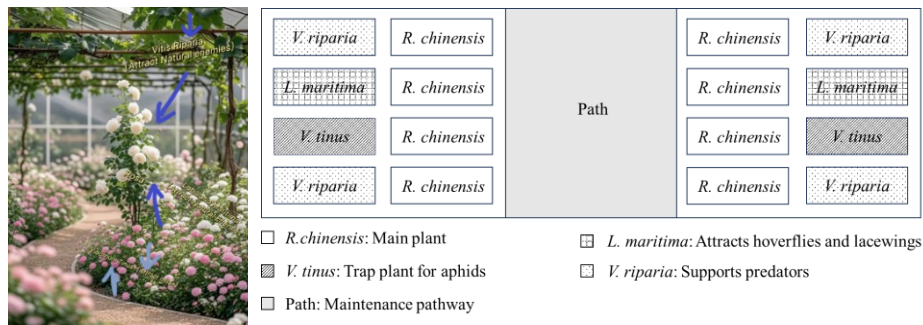 Vitis Riparia
(Attract Natural enemies)
V. riparia R. chinensis R. chinensis V. riparia
L. maritima R. chinensis R. chinensis L. maritima
Path
V. tinus R. chinensis R. chinensis V. tinus
V. riparia R. chinensis R. chinensis V. riparia
R.chinensis: Main plant
L. maritima: Attracts hoverflies and lacewings
V. tinus: Trap plant for aphids
V. riparia: Supports predators
Path: Maintenance pathway